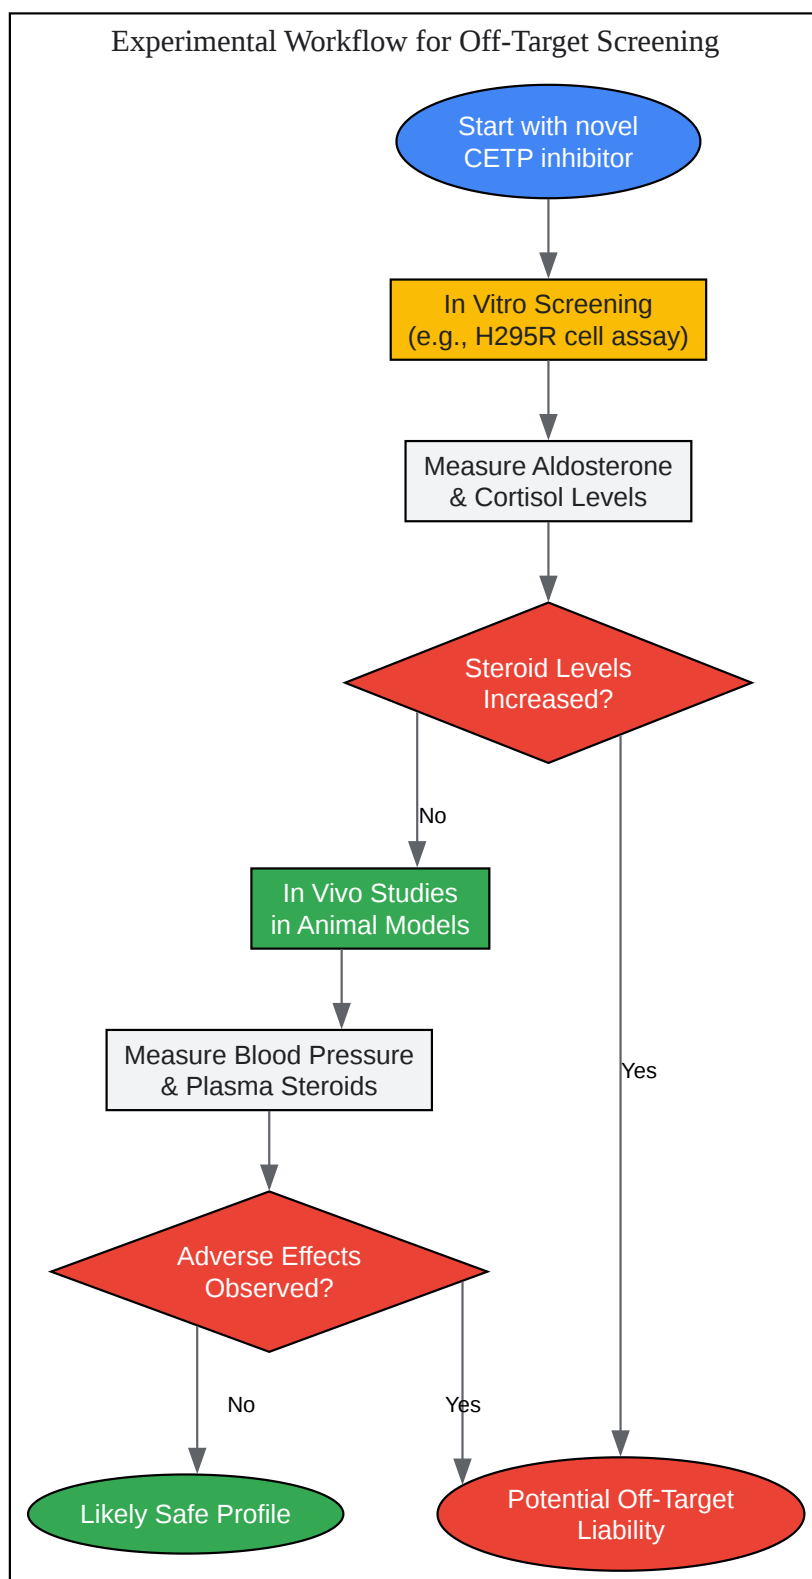 Experimental Workflow for Off-Target Screening
Start with novel
CETP inhibitor
In Vitro Screening
(e.g., H295R cell assay)
Measure Aldosterone
& Cortisol Levels
Steroid Levels
Increased?
No
In Vivo Studies
in Animal Models
Measure Blood Pressure
& Plasma Steroids
Yes
Adverse Effects
Observed?
No
Yes
Likely Safe Profile
Potential Off-Target
Liability